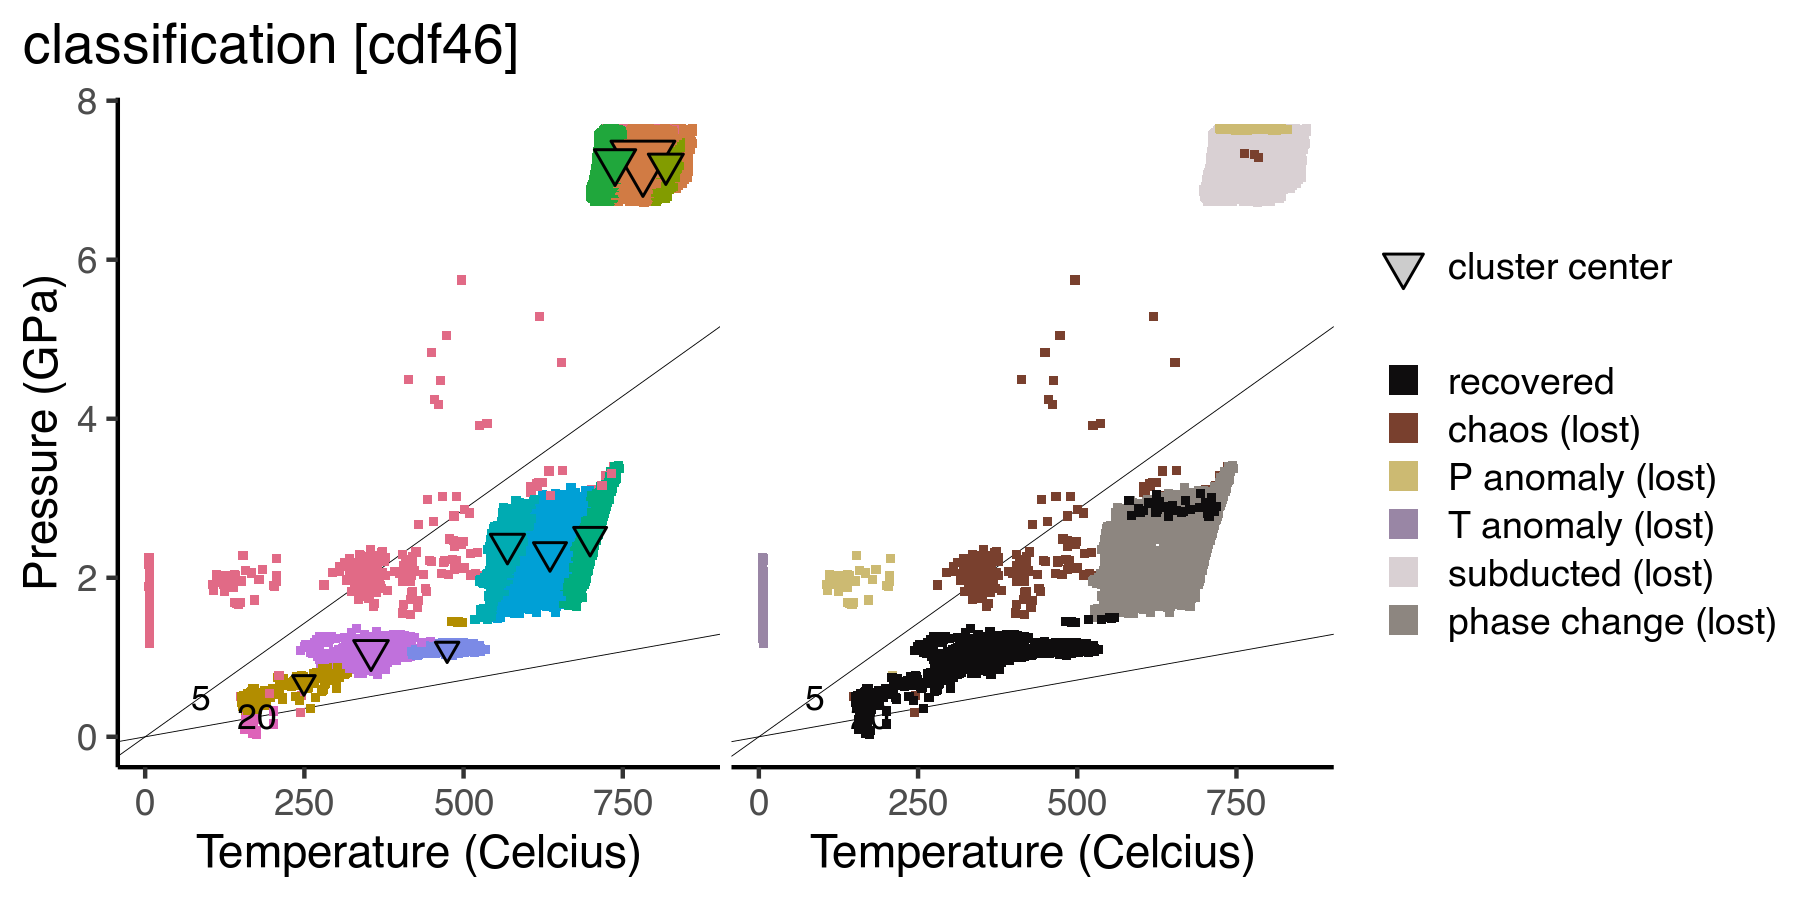 classification [cdf46]
8
6
4
2
0
Pressure (GPa)
5
20
0 250 500 750
Temperature (Celcius)
5
0 250 500 750
Temperature (Celcius)
cluster center
recovered
chaos (lost)
P anomaly (lost)
T anomaly (lost)
subducted (lost)
phase change (lost)